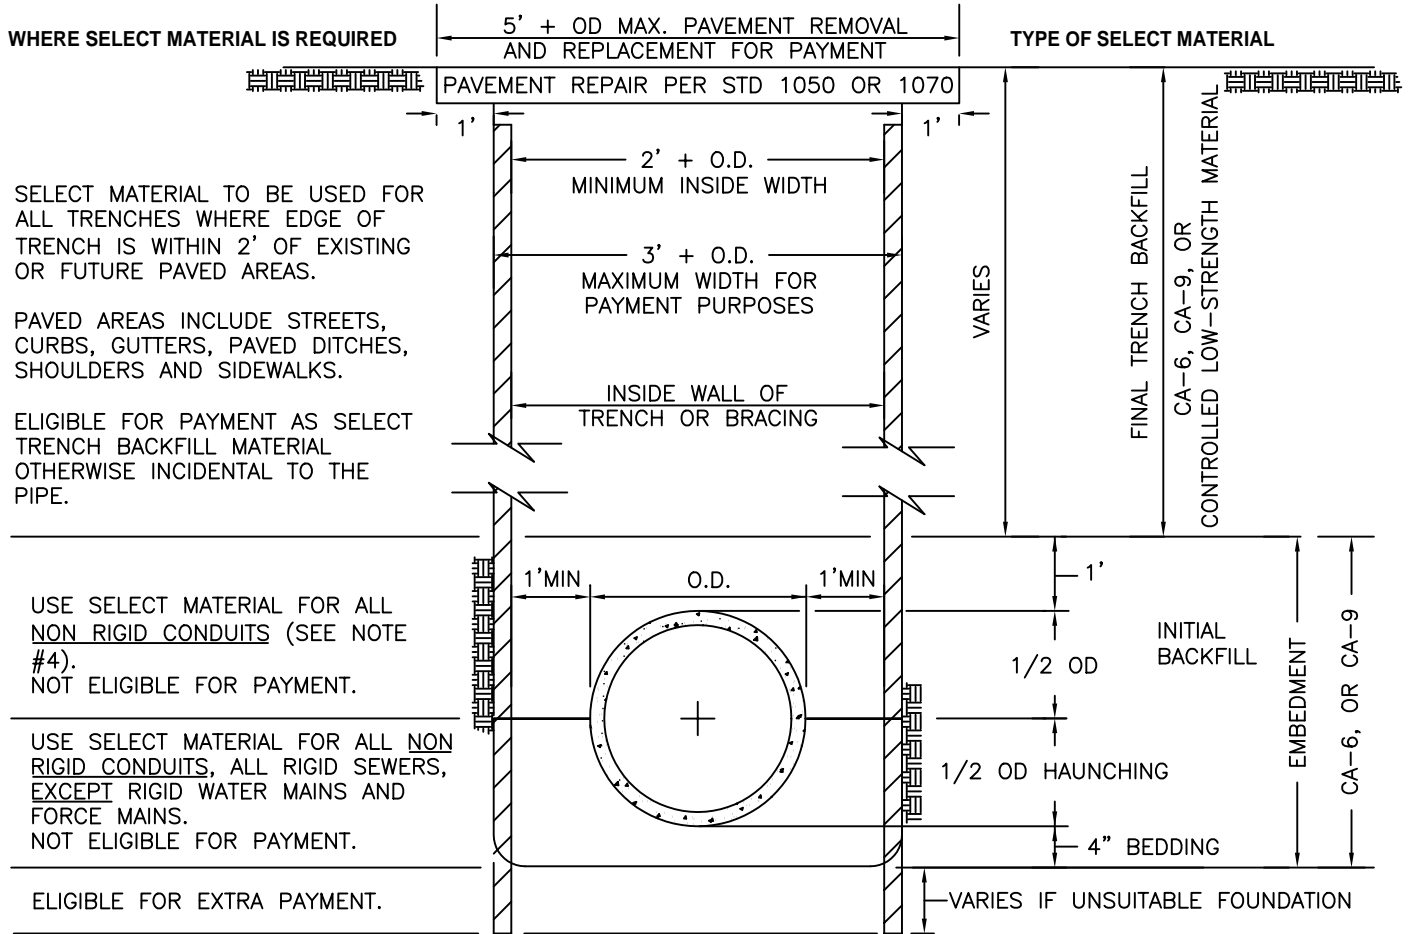 5' + OD MAX. PAVEMENT REMOVAL
AND REPLACEMENT FOR PAYMENT
WHERE SELECT MATERIAL IS REQUIRED
TYPE OF SELECT MATERIAL
PAVEMENT REPAIR PER STD 1050 OR 1070
1'
1'
2' + O.D.
MINIMUM INSIDE WIDTH
SELECT MATERIAL TO BE USED FOR
ALL TRENCHES WHERE EDGE OF
TRENCH IS WITHIN 2' OF EXISTING
OR FUTURE PAVED AREAS.
3' + O.D.
MAXIMUM WIDTH FOR
PAYMENT PURPOSES
PAVED AREAS INCLUDE STREETS,
CURBS, GUTTERS, PAVED DITCHES,
SHOULDERS AND SIDEWALKS.
INSIDE WALL OF
TRENCH OR BRACING
ELIGIBLE FOR PAYMENT AS SELECT
TRENCH BACKFILL MATERIAL
OTHERWISE INCIDENTAL TO THE
PIPE.
VARIES
FINAL TRENCH BACKFILL
CA-6, CA-9, OR
CONTROLLED LOW-STRENGTH MATERIAL
1'MIN
O.D.
1'MIN
1'
USE SELECT MATERIAL FOR ALL
NON RIGID CONDUITS (SEE NOTE
#4).
NOT ELIGIBLE FOR PAYMENT.
1/2 OD
INITIAL
BACKFILL
EMBEDMENT
CA-6, OR CA-9
USE SELECT MATERIAL FOR ALL NON
RIGID CONDUITS, ALL RIGID SEWERS,
EXCEPT RIGID WATER MAINS AND
FORCE MAINS.
NOT ELIGIBLE FOR PAYMENT.
1/2 OD HAUNCHING
4" BEDDING
ELIGIBLE FOR EXTRA PAYMENT.
VARIES IF UNSUITABLE FOUNDATION